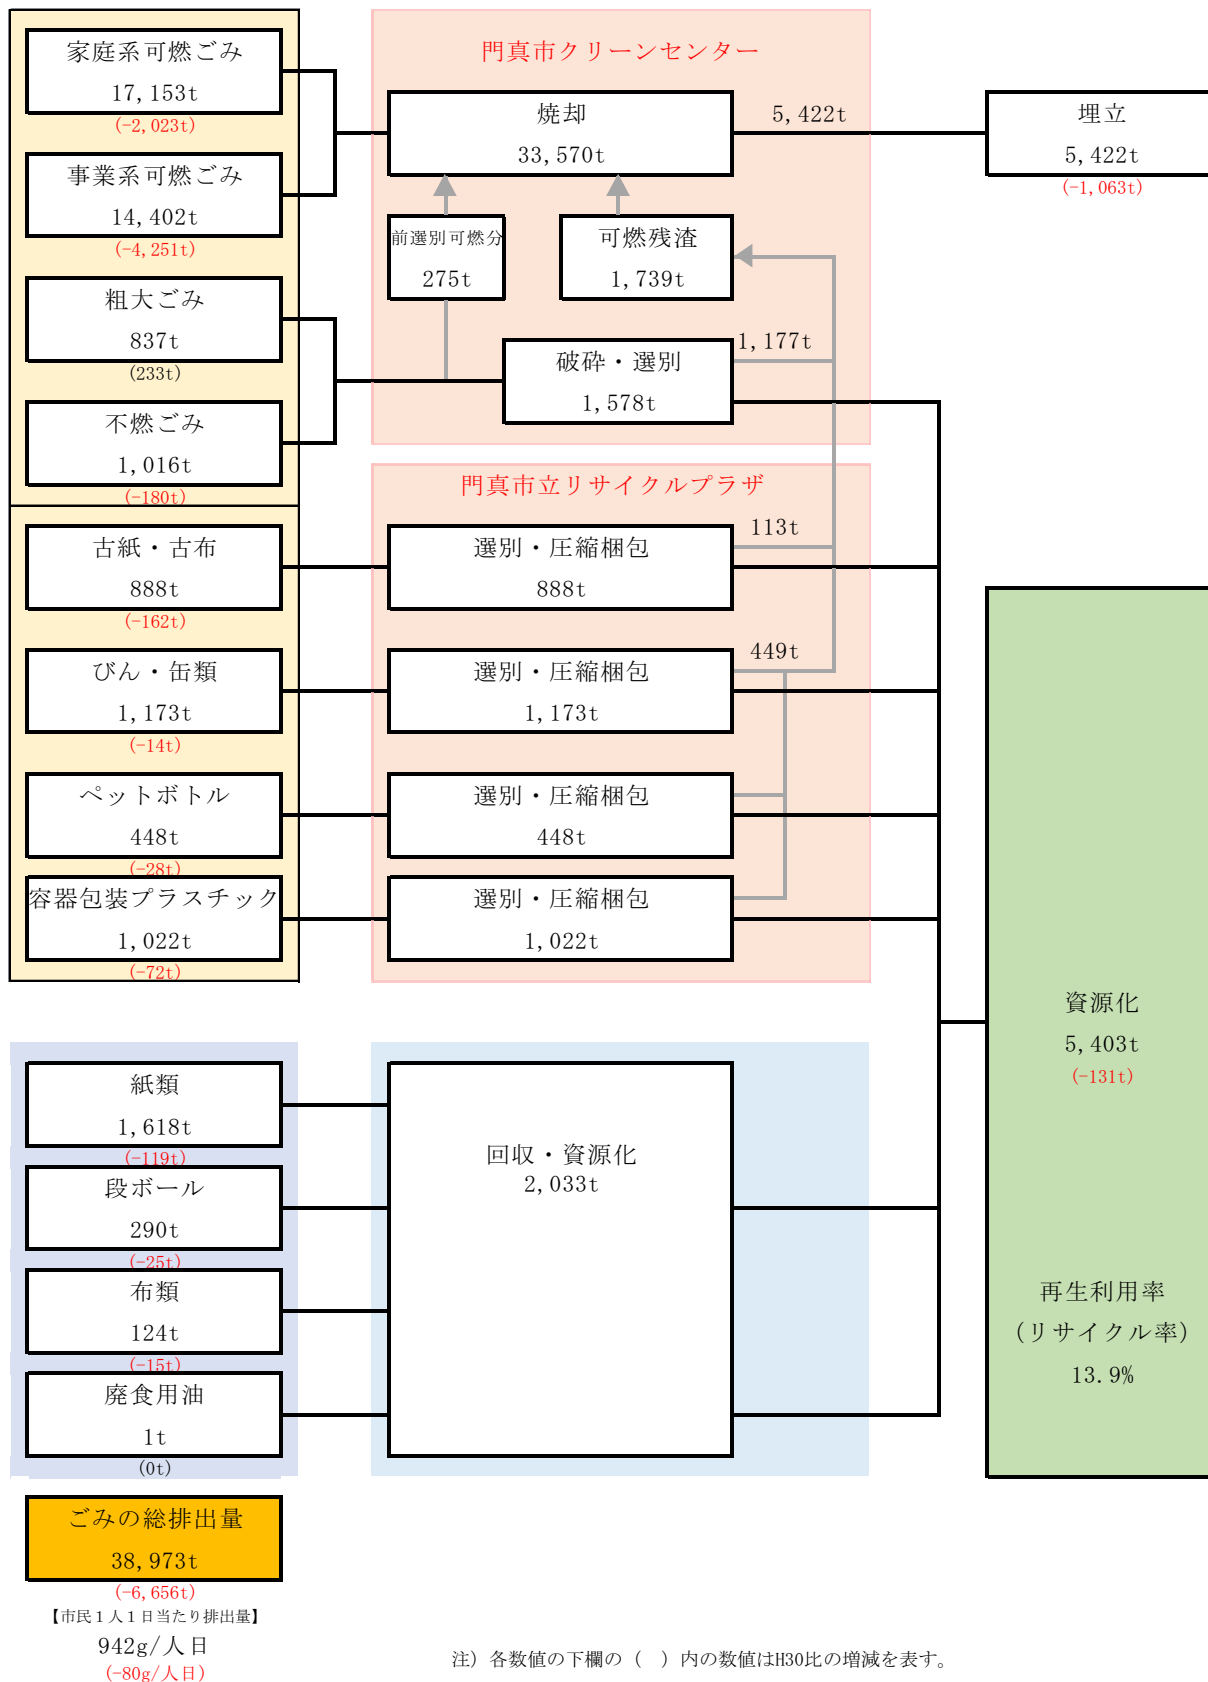 家庭系可燃ごみ
17,153t
(-2,023t)
事業系可燃ごみ
14,402t
(-4,251t)
粗大ごみ
837t
(233t)
不燃ごみ
1,016t
(-180t)
古紙・古布
888t
(-162t)
びん・缶類
1,173t
(-14t)
ペットボトル
448t
(-28t)
容器包装プラスチック
1,022t
(-72t)
紙類
1,618t
(-119t)
段ボール
290t
(-25t)
布類
124t
(-15t)
廃食用油
1t
(0t)
ごみの総排出量
38,973t
(-6,656t)
【市民1人1日当たり排出量】
942g/人日
(-80g/人日)
門真市クリーンセンター
焼却
33,570t
5,422t
前選別可燃分
275t
可燃残渣
1,739t
破砕・選別
1,578t
1,177t
門真市立リサイクルプラザ
選別・圧縮梱包
888t
113t
選別・圧縮梱包
1,173t
449t
選別・圧縮梱包
448t
選別・圧縮梱包
1,022t
回収・資源化
2,033t
埋立
5,422t
(-1,063t)
資源化
5,403t
(-131t)
再生利用率
(リサイクル率)
13.9%
注）各数値の下欄の（　）内の数値はH30比の増減を表す。